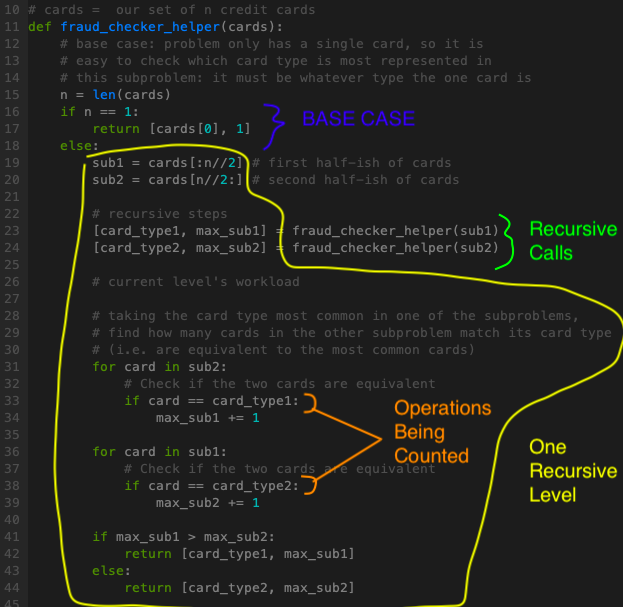 10 # cards =  our set of n credit cards
11 def fraud_checker_helper(cards):
12     # base case: problem only has a single card, so it is
13     # easy to check which card type is most represented in
14     # this subproblem: it must be whatever type the one card is
15     n = len(cards)
16     if n == 1:
BASE CASE
17         return [cards[0], 1]
18     else:
19         sub1 = cards[:n//2] # first half-ish of cards
20         sub2 = cards[n//2:] # second half-ish of cards
21
22         # recursive steps
23         [card_type1, max_sub1] = fraud_checker_helper(sub1)
24         [card_type2, max_sub2] = fraud_checker_helper(sub2)
Recursive
Calls
25
26         # current level's workload
27
28         # taking the card type most common in one of the subproblems,
29         # find how many cards in the other subproblem match its card type
30         # (i.e. are equivalent to the most common cards)
31         for card in sub2:
32             # Check if the two cards are equivalent
33             if card == card_type1:
34                 max_sub1 += 1
35
36         for card in sub1:
37             # Check if the two cards are equivalent
38             if card == card_type2:
39                 max_sub2 += 1
Operations
Being
Counted
One
Recursive
Level
40
41         if max_sub1 > max_sub2:
42             return [card_type1, max_sub1]
43         else:
44             return [card_type2, max_sub2]
45